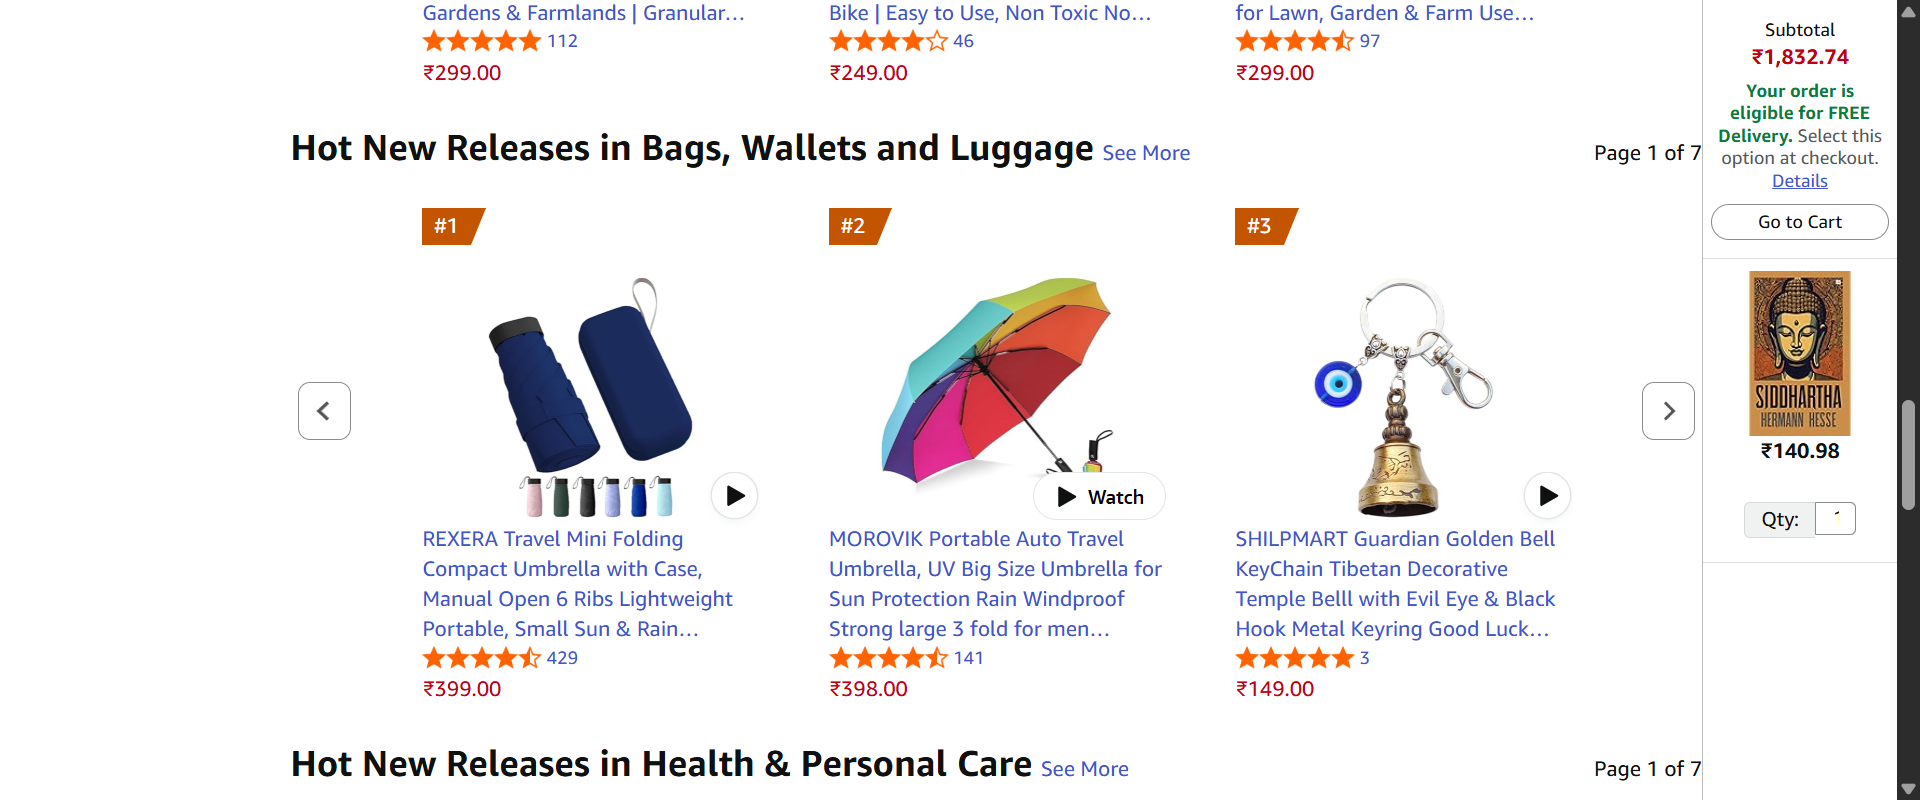 Gardens & Farmlands | Granular…
112
₹299.00
Bike | Easy to Use, Non Toxic No…
46
₹249.00
for Lawn, Garden & Farm Use…
97
₹299.00
Hot New Releases in Bags, Wallets and Luggage See More
Page 1 of 7
#1
REXERA Travel Mini Folding
Compact Umbrella with Case,
Manual Open 6 Ribs Lightweight
Portable, Small Sun & Rain…
429
₹399.00
#2
Watch
MOROVIK Portable Auto Travel
Umbrella, UV Big Size Umbrella for
Sun Protection Rain Windproof
Strong large 3 fold for men…
141
₹398.00
#3
SHILPMART Guardian Golden Bell
KeyChain Tibetan Decorative
Temple Belll with Evil Eye & Black
Hook Metal Keyring Good Luck…
3
₹149.00
Hot New Releases in Health & Personal Care See More
Page 1 of 7
Subtotal
₹1,832.74
Your order is
eligible for FREE
Delivery. Select this
option at checkout.
Details
Go to Cart
SIDDHARTHA
HERMANN HESSE
₹140.98
Qty: